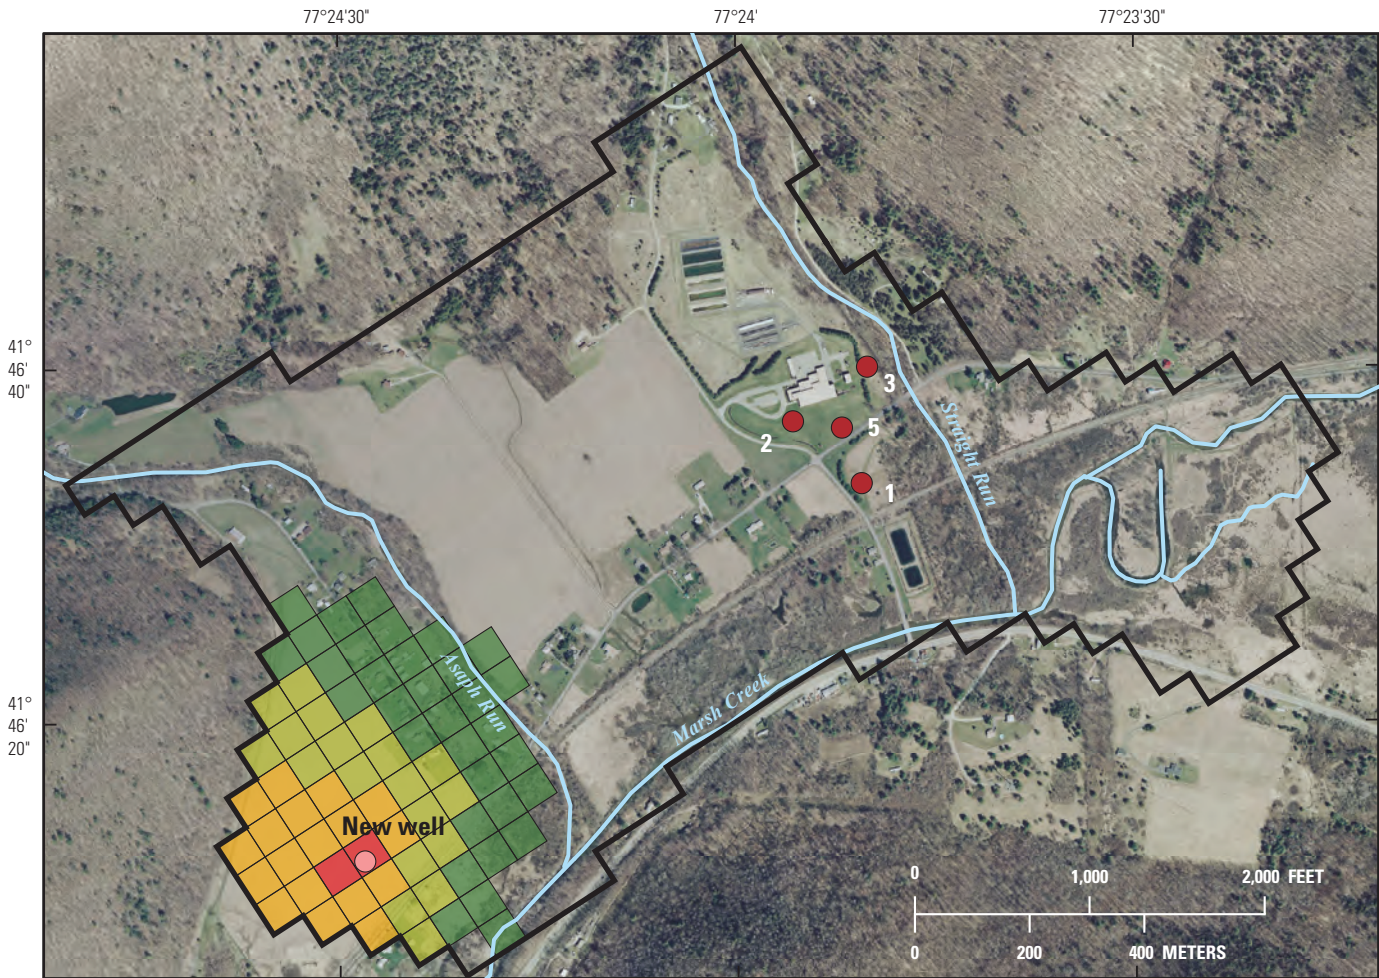 77°24'30"
77°24'
77°23'30"
41°
46'
40"
3
2
5
1
Straight Run
Asaph Run
Marsh Creek
41°
46'
20"
New well
0
1,000
2,000 FEET
0
200
400 METERS